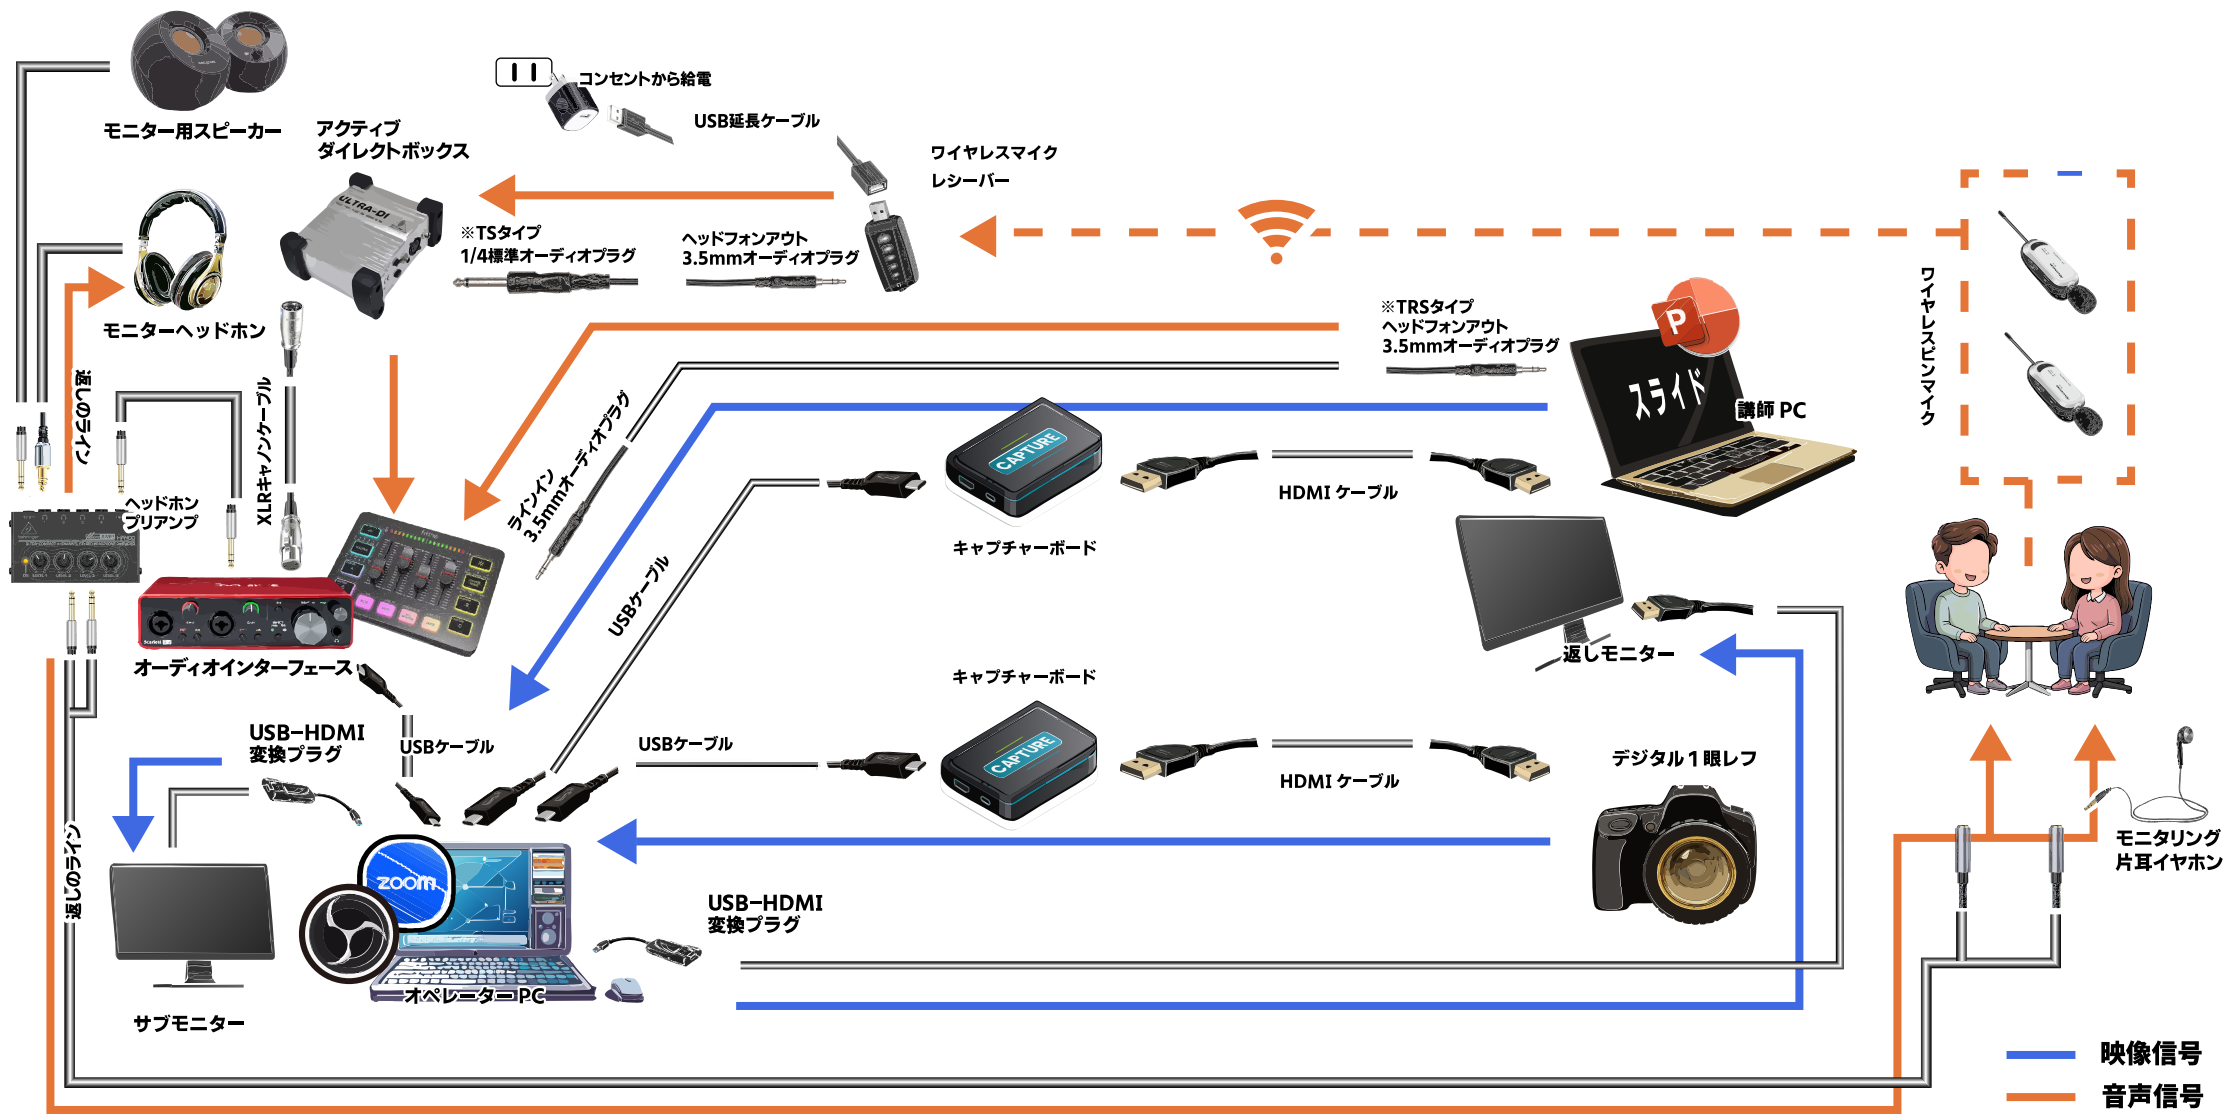 モニター用スピーカー
アクティブ
ダイレクトボックス
ULTRA-DI
コンセントから給電
USB延長ケーブル
ワイヤレスマイク
レシーバー
※TSタイプ
1/4標準オーディオプラグ
ヘッドフォンアウト
3.5mmオーディオプラグ
モニターヘッドホン
返しのライン
XLRキャノンケーブル
ヘッドホン
プリアンプ
ラインイン
3.5mmオーディオプラグ
※TRSタイプ
ヘッドフォンアウト
3.5mmオーディオプラグ
P
スライド
講師 PC
ワイヤレスピンマイク
CAPTURE
キャプチャーボード
HDMI ケーブル
USBケーブル
オーディオインターフェース
Scarlett
返しモニター
キャプチャーボード
CAPTURE
USB-HDMI
変換プラグ
USBケーブル
USBケーブル
HDMI ケーブル
デジタル 1 眼レフ
モニタリング
片耳イヤホン
返しのライン
zoom
USB-HDMI
変換プラグ
オペレーター PC
サブモニター
映像信号
音声信号